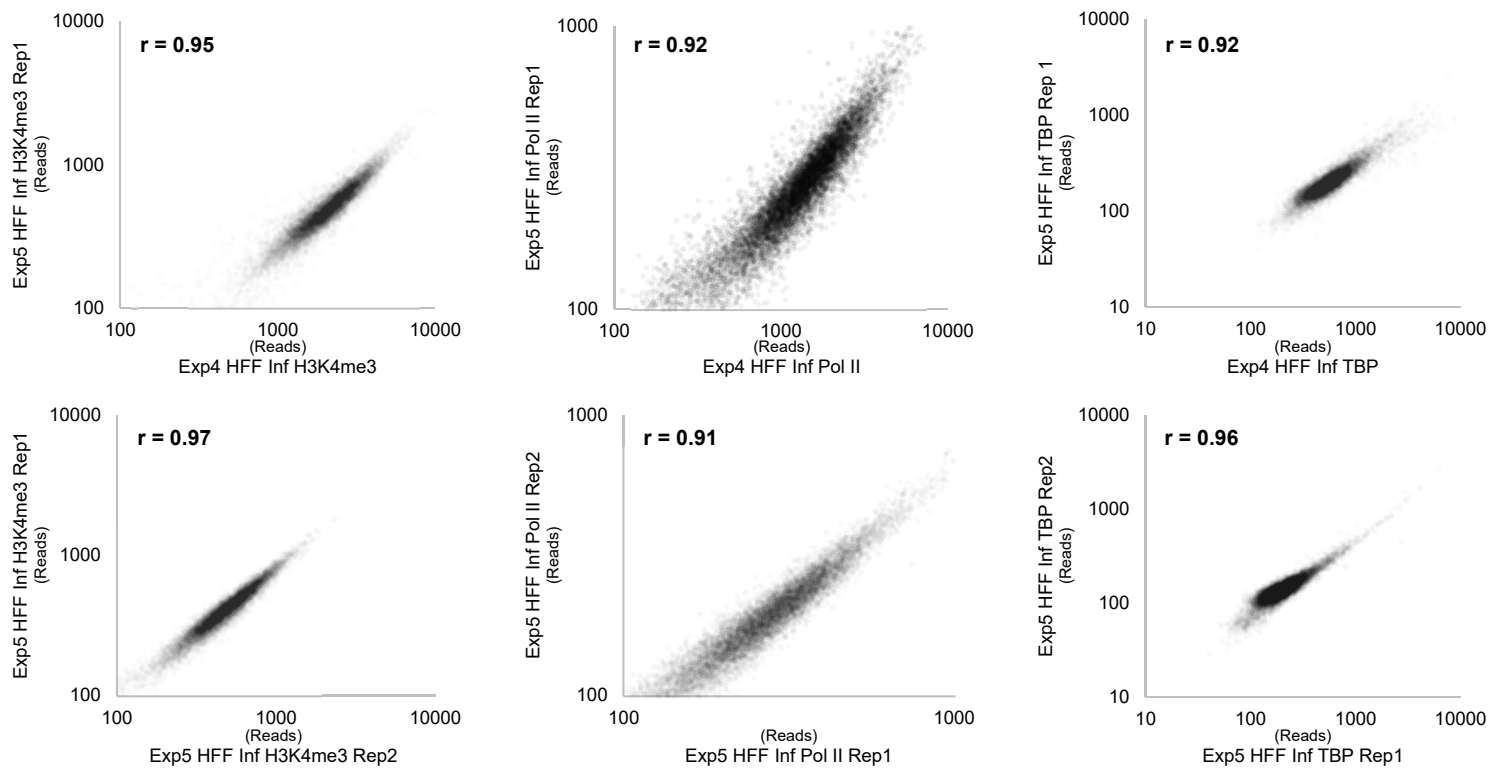 10000
r = 0.95
Exp5 HFF Inf H3K4me3 Rep1
(Reads)
1000
100
100 1000 10000
(Reads)
Exp4 HFF Inf H3K4me3
1000
r = 0.92
Exp5 HFF Inf Pol II Rep1
(Reads)
100
100 1000 10000
(Reads)
Exp4 HFF Inf Pol II
10000
r = 0.92
Exp5 HFF Inf TBP Rep 1
(Reads)
1000
100
10
10 100 1000 10000
(Reads)
Exp4 HFF Inf TBP
10000
r = 0.97
Exp5 HFF Inf H3K4me3 Rep1
(Reads)
1000
100
100 1000 10000
(Reads)
Exp5 HFF Inf H3K4me3 Rep2
1000
r = 0.91
Exp5 HFF Inf Pol II Rep2
(Reads)
100
100 1000
(Reads)
Exp5 HFF Inf Pol II Rep1
10000
r = 0.96
Exp5 HFF Inf TBP Rep2
(Reads)
1000
100
10
10 100 1000 10000
(Reads)
Exp5 HFF Inf TBP Rep1